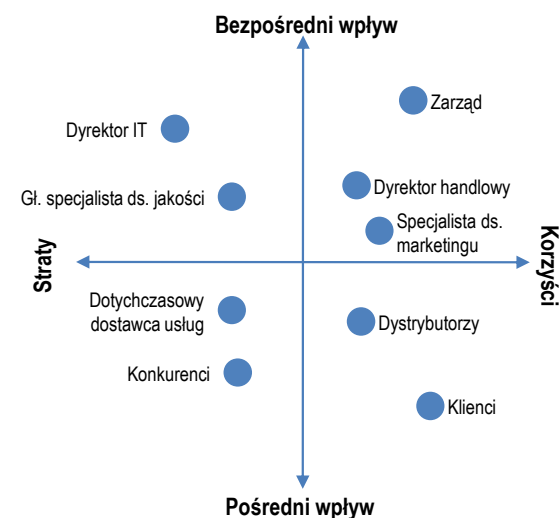 Bezpośredni wpływ
Zarząd
Dyrektor IT
Dyrektor handlowy
Gł. specjalista ds. jakości
Specjalista ds.
marketingu
Straty
Korzyści
Dotychczasowy
dostawca usług
Dystrybutorzy
Konkurenci
Klienci
Pośredni wpływ